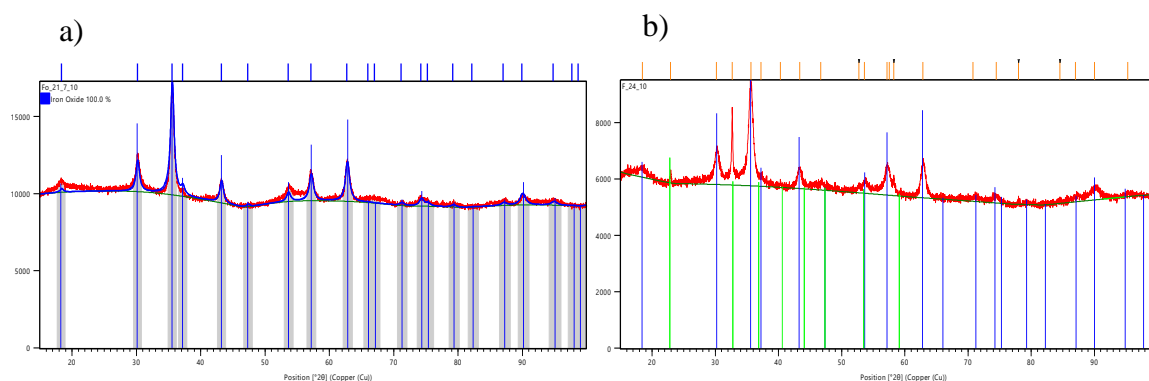 a)
Fo_21_7_10
Iron Oxide 100.0 %
15000
10000
5000
0
20 30 40 50 60 70 80 90
Position [°2θ] (Copper (Cu))
b)
F_24_10
8000
6000
4000
2000
0
20 30 40 50 60 70 80 90
Position [°2θ] (Copper (Cu))